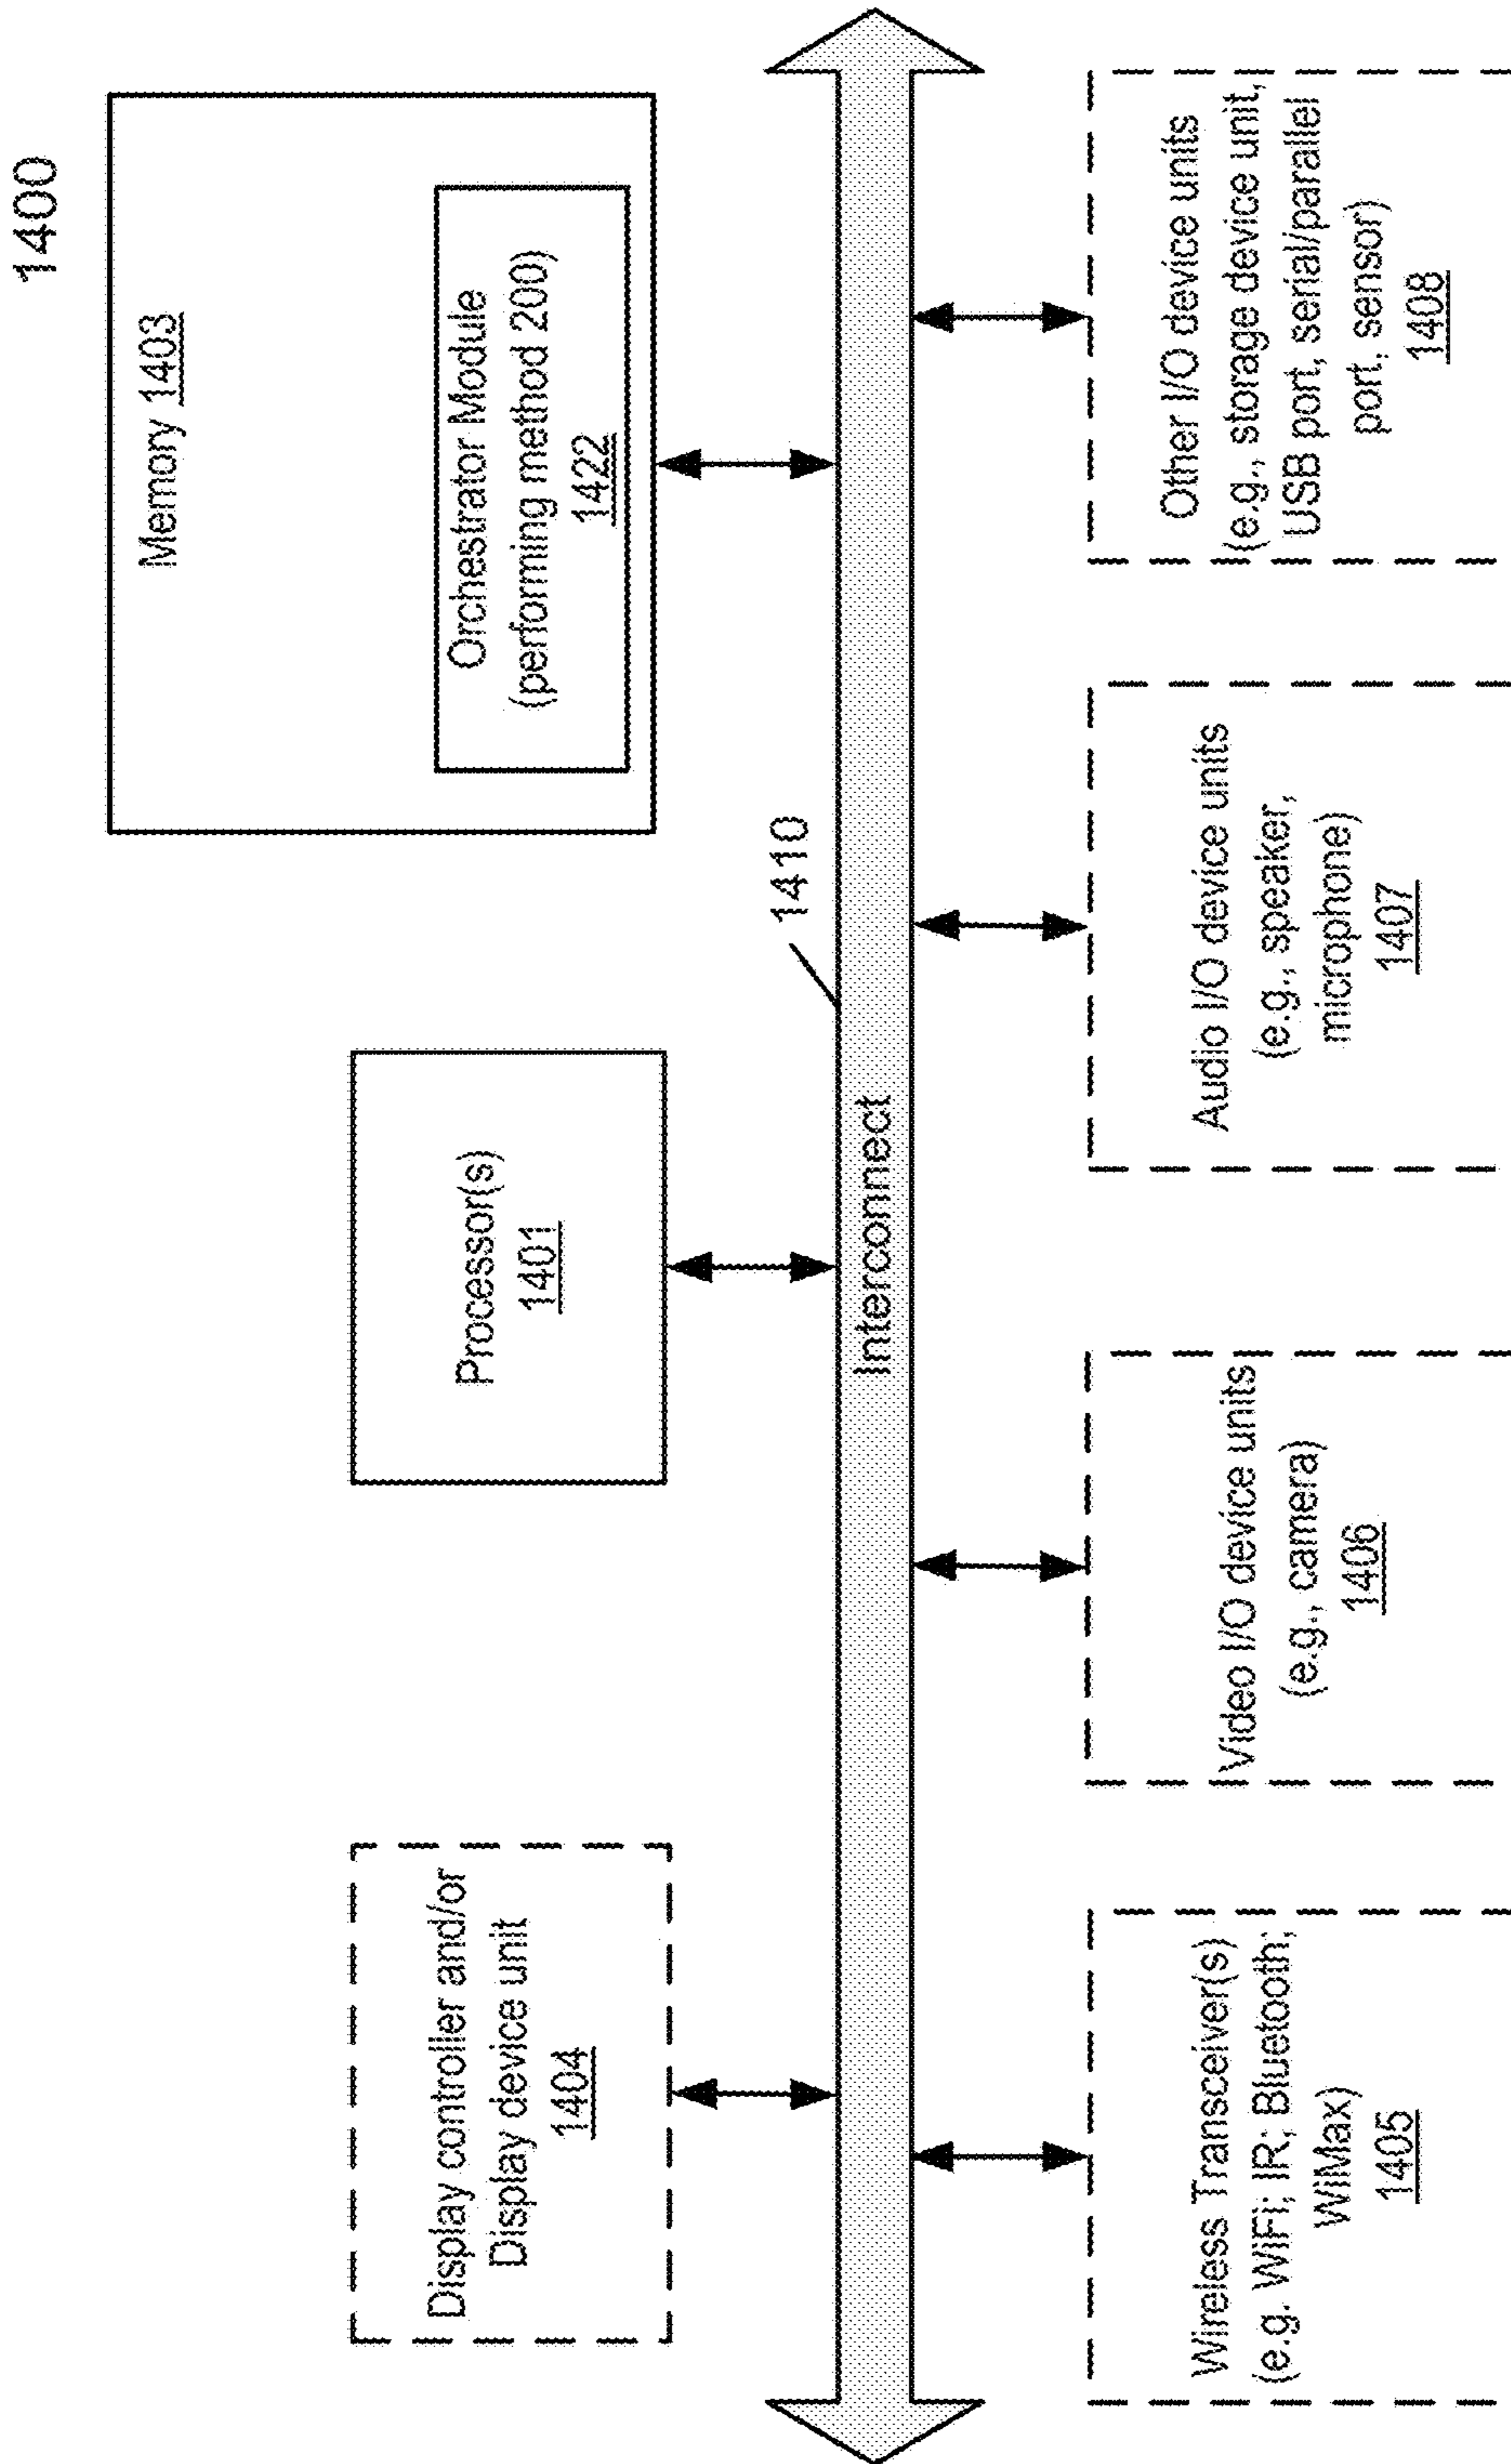 1400
Display controller and/or
Display device unit
1404
Processor(s)
1401
Memory 1403
Orchestrator Module
(performing method 200)
1422
1410
Interconnect
Wireless Transceiver(s)
(e.g. WiFi; IR; Bluetooth;
WiMax)
1405
Video I/O device units
(e.g., camera)
1406
Audio I/O device units
(e.g., speaker,
microphone)
1407
Other I/O device units
(e.g., storage device unit,
USB port, serial/parallel
port, sensor)
1408